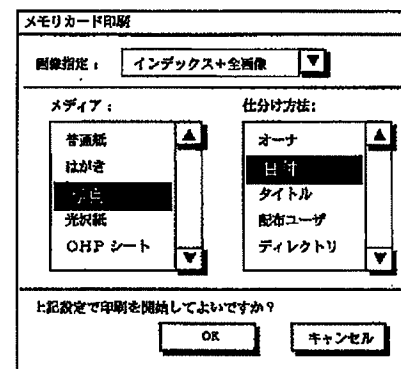 メモリカード印刷
画像指定： インデックス+全画像
メディア： 仕分け方法：
普通紙
はがき
光沢紙
OHP シート
オーナ
日付
タイトル
配布ユーザ
ディレクトリ
上記設定で印刷を開始してよいですか？
OK キャンセル